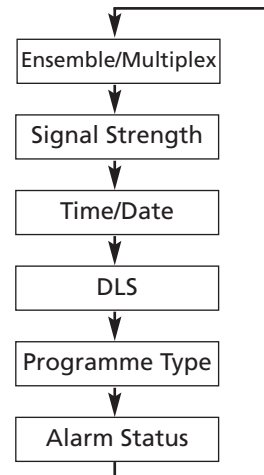 Ensemble/Multiplex
Signal Strength
Time/Date
DLS
Programme Type
Alarm Status